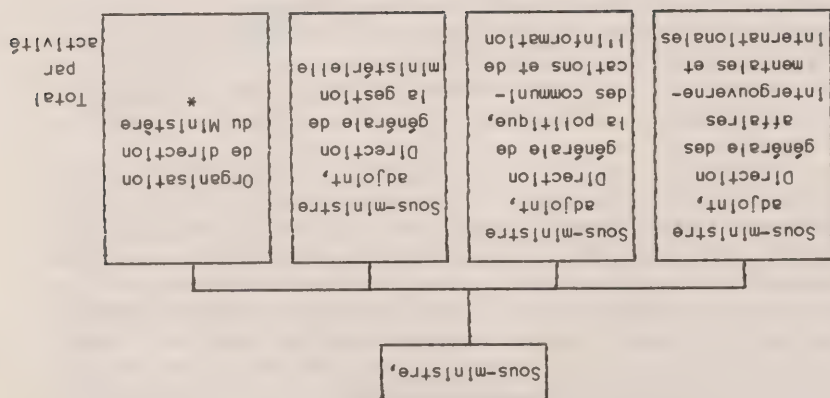 Sous-ministre,
Sous-ministre
adjoint,
Direction
générale des
affaires
intergouverne-
mentales et
internationales
Sous-ministre
adjoint,
Direction
générale de
la politique,
des communi-
cations et de
l'information
Sous-ministre
adjoint,
Direction
générale de
la gestion
ministérielle
Organisation
de direction
du Ministère
*
Total
par
activité